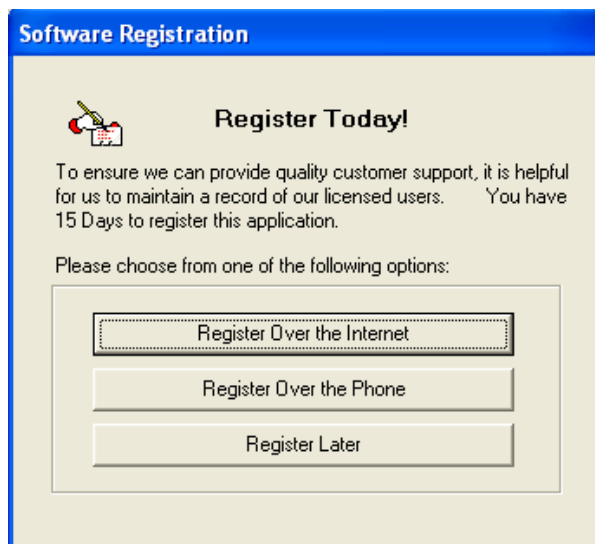 Software Registration
Register Today!
To ensure we can provide quality customer support, it is helpful
for us to maintain a record of our licensed users. You have
15 Days to register this application.
Please choose from one of the following options:
Register Over the Internet
Register Over the Phone
Register Later